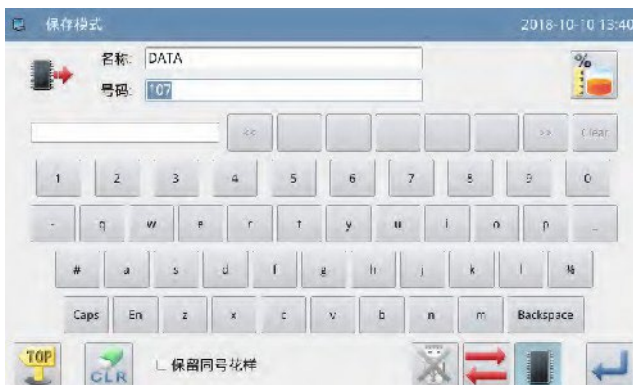 保存模式 2018-10-10 13:40
名称: DATA
号码: 107
%
<< >> Clear
1 2 3 4 5 6 7 8 9 0
- q w e r t y u i o p _
# a s d f g h j k l %
Caps En z x c v b n m Backspace
TOP CLR 保留同号花样